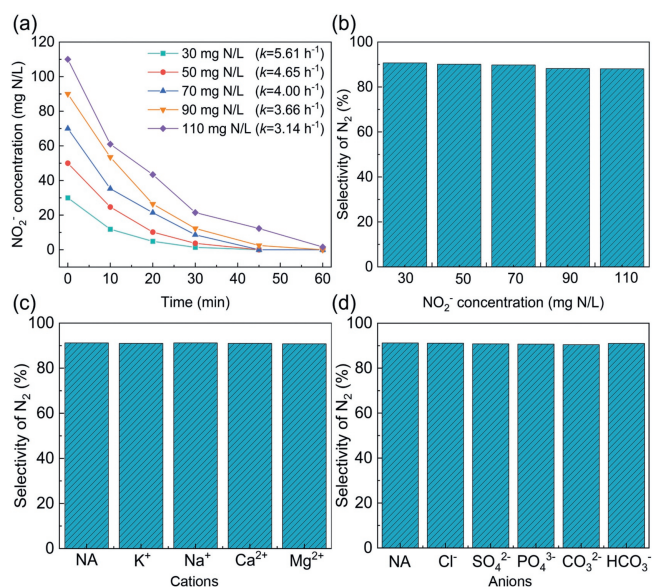 (a)
NO₂⁻ concentration (mg N/L)
120
100
80
60
40
20
0
30 mg N/L (k=5.61 h⁻¹)
50 mg N/L (k=4.65 h⁻¹)
70 mg N/L (k=4.00 h⁻¹)
90 mg N/L (k=3.66 h⁻¹)
110 mg N/L (k=3.14 h⁻¹)
0 10 20 30 40 50 60
Time (min)
(b)
Selectivity of N₂ (%)
100
80
60
40
20
0
30 50 70 90 110
NO₂⁻ concentration (mg N/L)
(c)
Selectivity of N₂ (%)
100
80
60
40
20
0
NA K⁺ Na⁺ Ca²⁺ Mg²⁺
Cations
(d)
Selectivity of N₂ (%)
100
80
60
40
20
0
NA Cl⁻ SO₄²⁻ PO₄³⁻ CO₃²⁻ HCO₃⁻
Anions